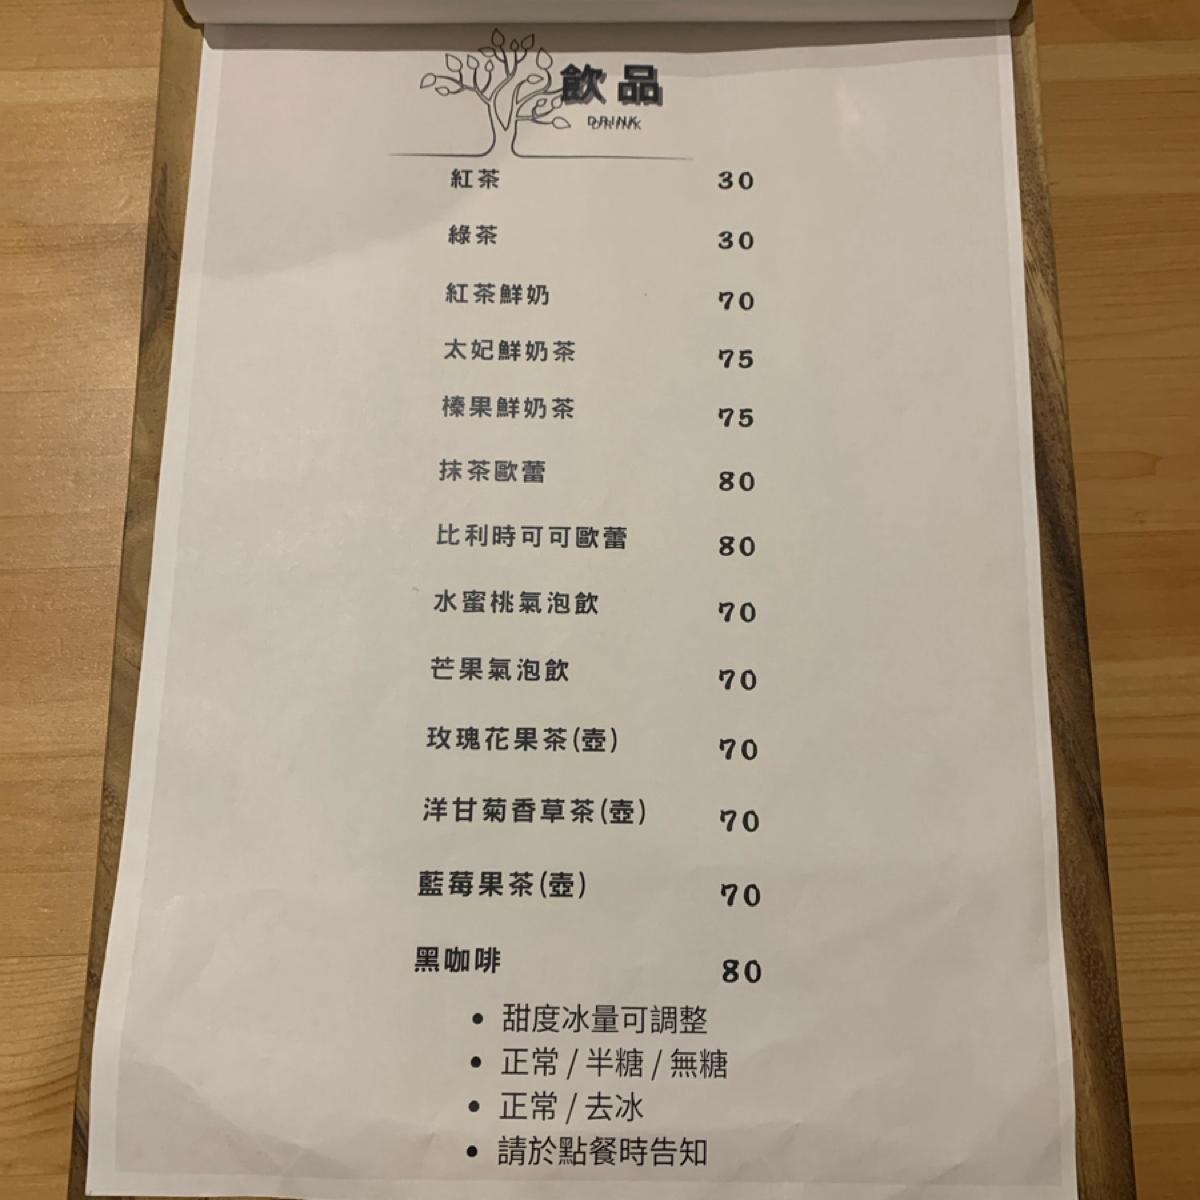 飲品
DRINK
紅茶 30
綠茶 30
紅茶鮮奶 70
太妃鮮奶茶 75
榛果鮮奶茶 75
抹茶歐蕾 80
比利時可可歐蕾 80
水蜜桃氣泡飲 70
芒果氣泡飲 70
玫瑰花果茶(壺) 70
洋甘菊香草茶(壺) 70
藍莓果茶(壺) 70
黑咖啡 80
• 甜度冰量可調整
• 正常 / 半糖 / 無糖
• 正常 / 去冰
• 請於點餐時告知